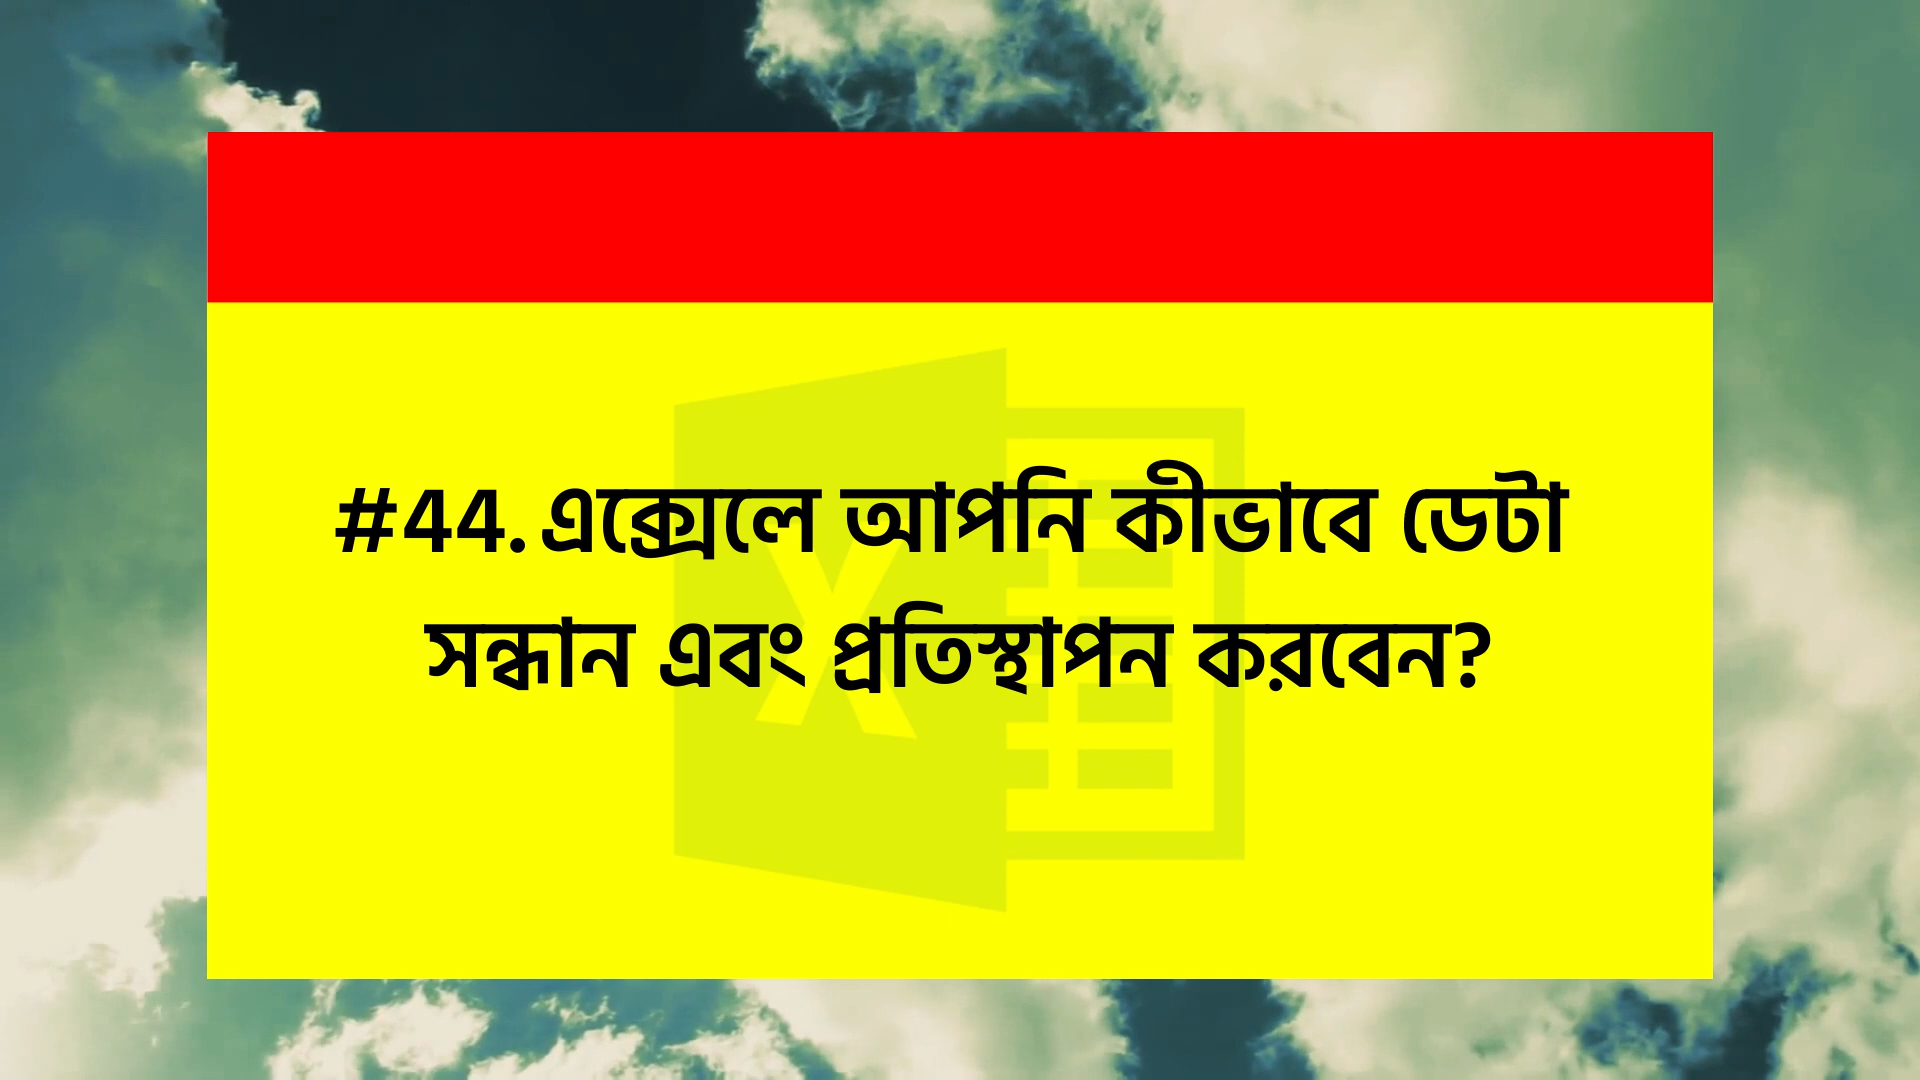 #44. এক্সেলে আপনি কীভাবে ডেটা
সন্ধান এবং প্রতিস্থাপন করবেন?